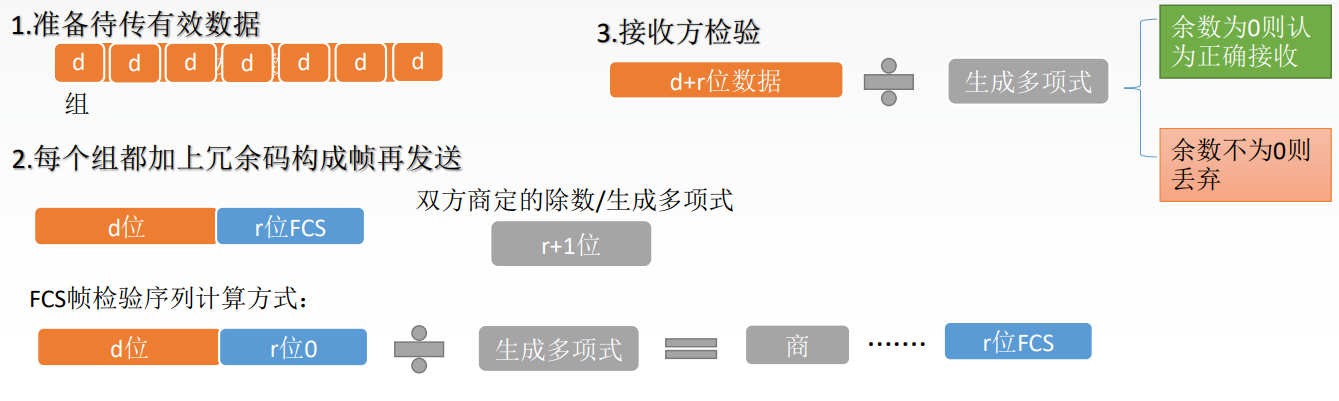 1.准备待传有效数据
d d d d d d d
组
2.每个组都加上冗余码构成帧再发送
d位 r位FCS
双方商定的除数/生成多项式
r+1位
FCS帧检验序列计算方式：
d位 r位0 生成多项式 商 ……. r位FCS
3.接收方检验
d+r位数据 生成多项式
余数为0则认
为正确接收
余数不为0则
丢弃